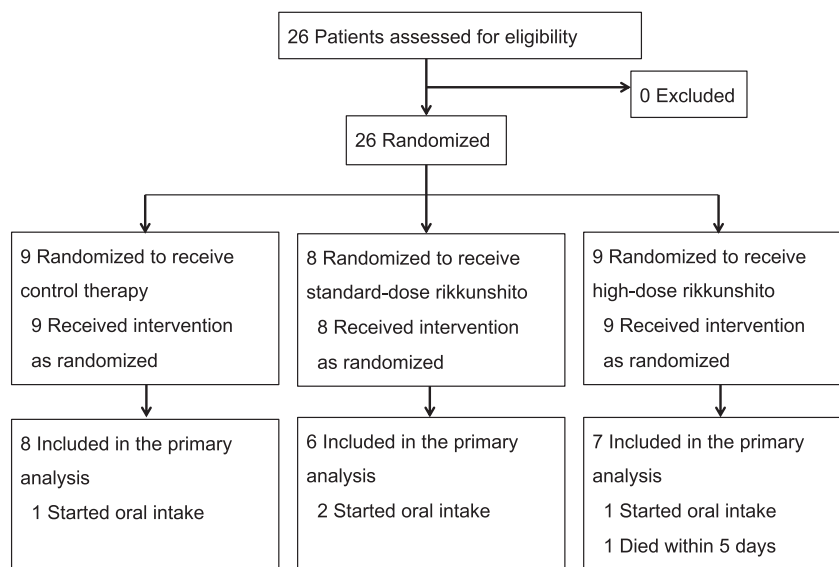 26 Patients assessed for eligibility
0 Excluded
26 Randomized
9 Randomized to receive
control therapy
9 Received intervention
as randomized
8 Randomized to receive
standard-dose rikkunshito
8 Received intervention
as randomized
9 Randomized to receive
high-dose rikkunshito
9 Received intervention
as randomized
8 Included in the primary
analysis
1 Started oral intake
6 Included in the primary
analysis
2 Started oral intake
7 Included in the primary
analysis
1 Started oral intake
1 Died within 5 days